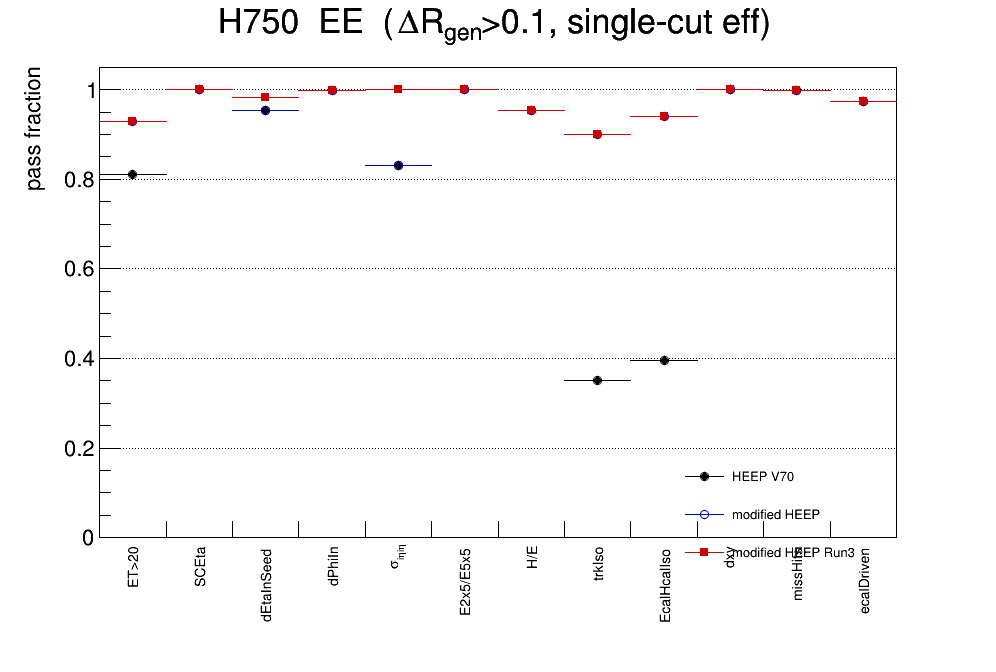 H750 EE (ΔRgen>0.1, single-cut eff)
pass fraction
1
0.8
0.6
0.4
0.2
0
HEEP V70
modified HEEP
modified HEEP Run3
ET>20
SCEta
dEtaInSeed
dPhiIn
σiηiη
E2x5/E5x5
H/E
trkIso
EcalHcalIso
dxy
missHits
ecalDriven